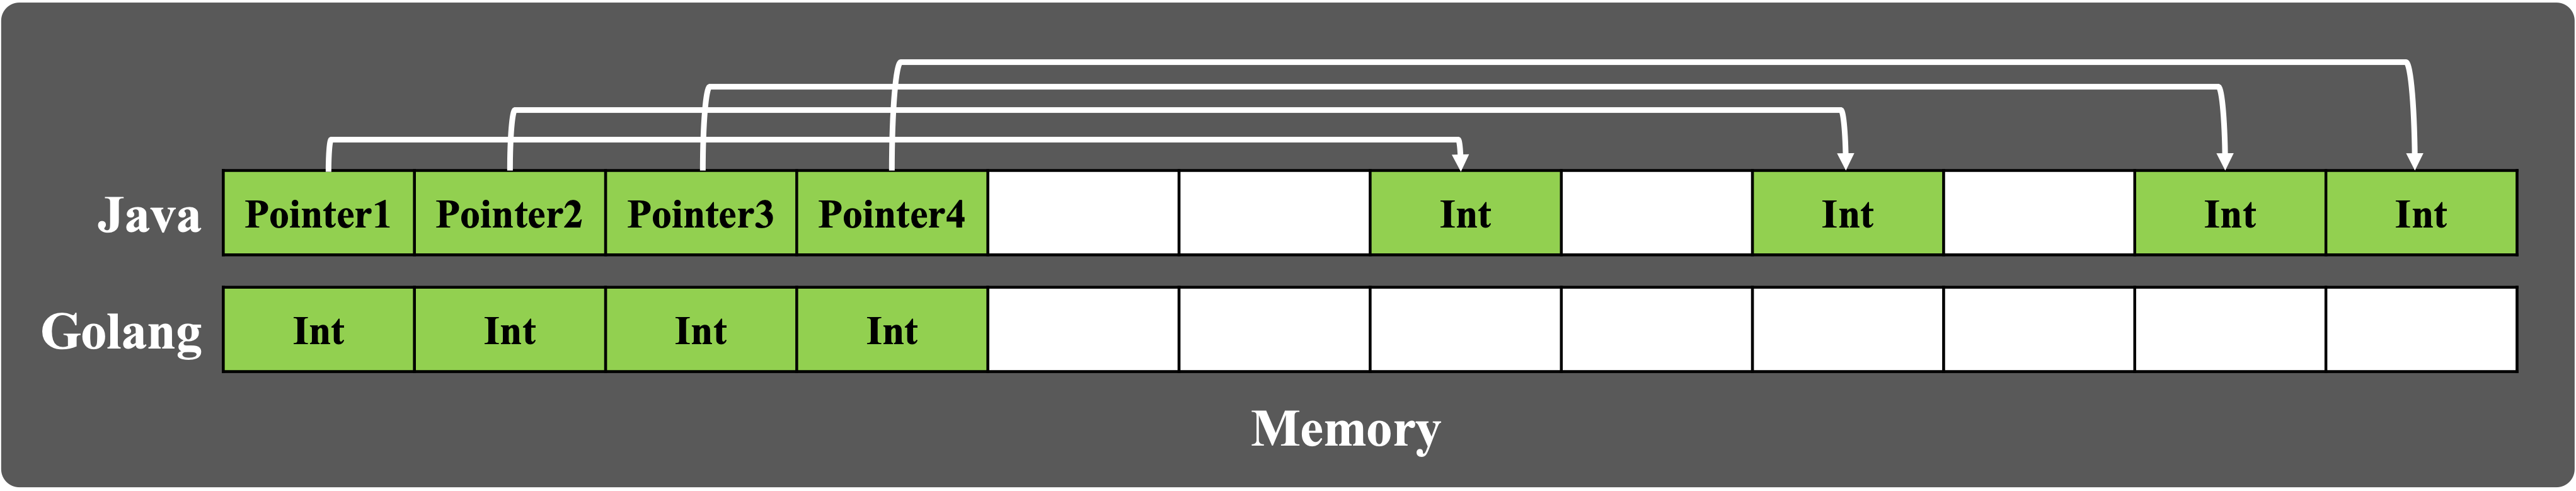 Java Pointer1 Pointer2 Pointer3 Pointer4 Int Int Int Int
Golang Int Int Int Int
Memory